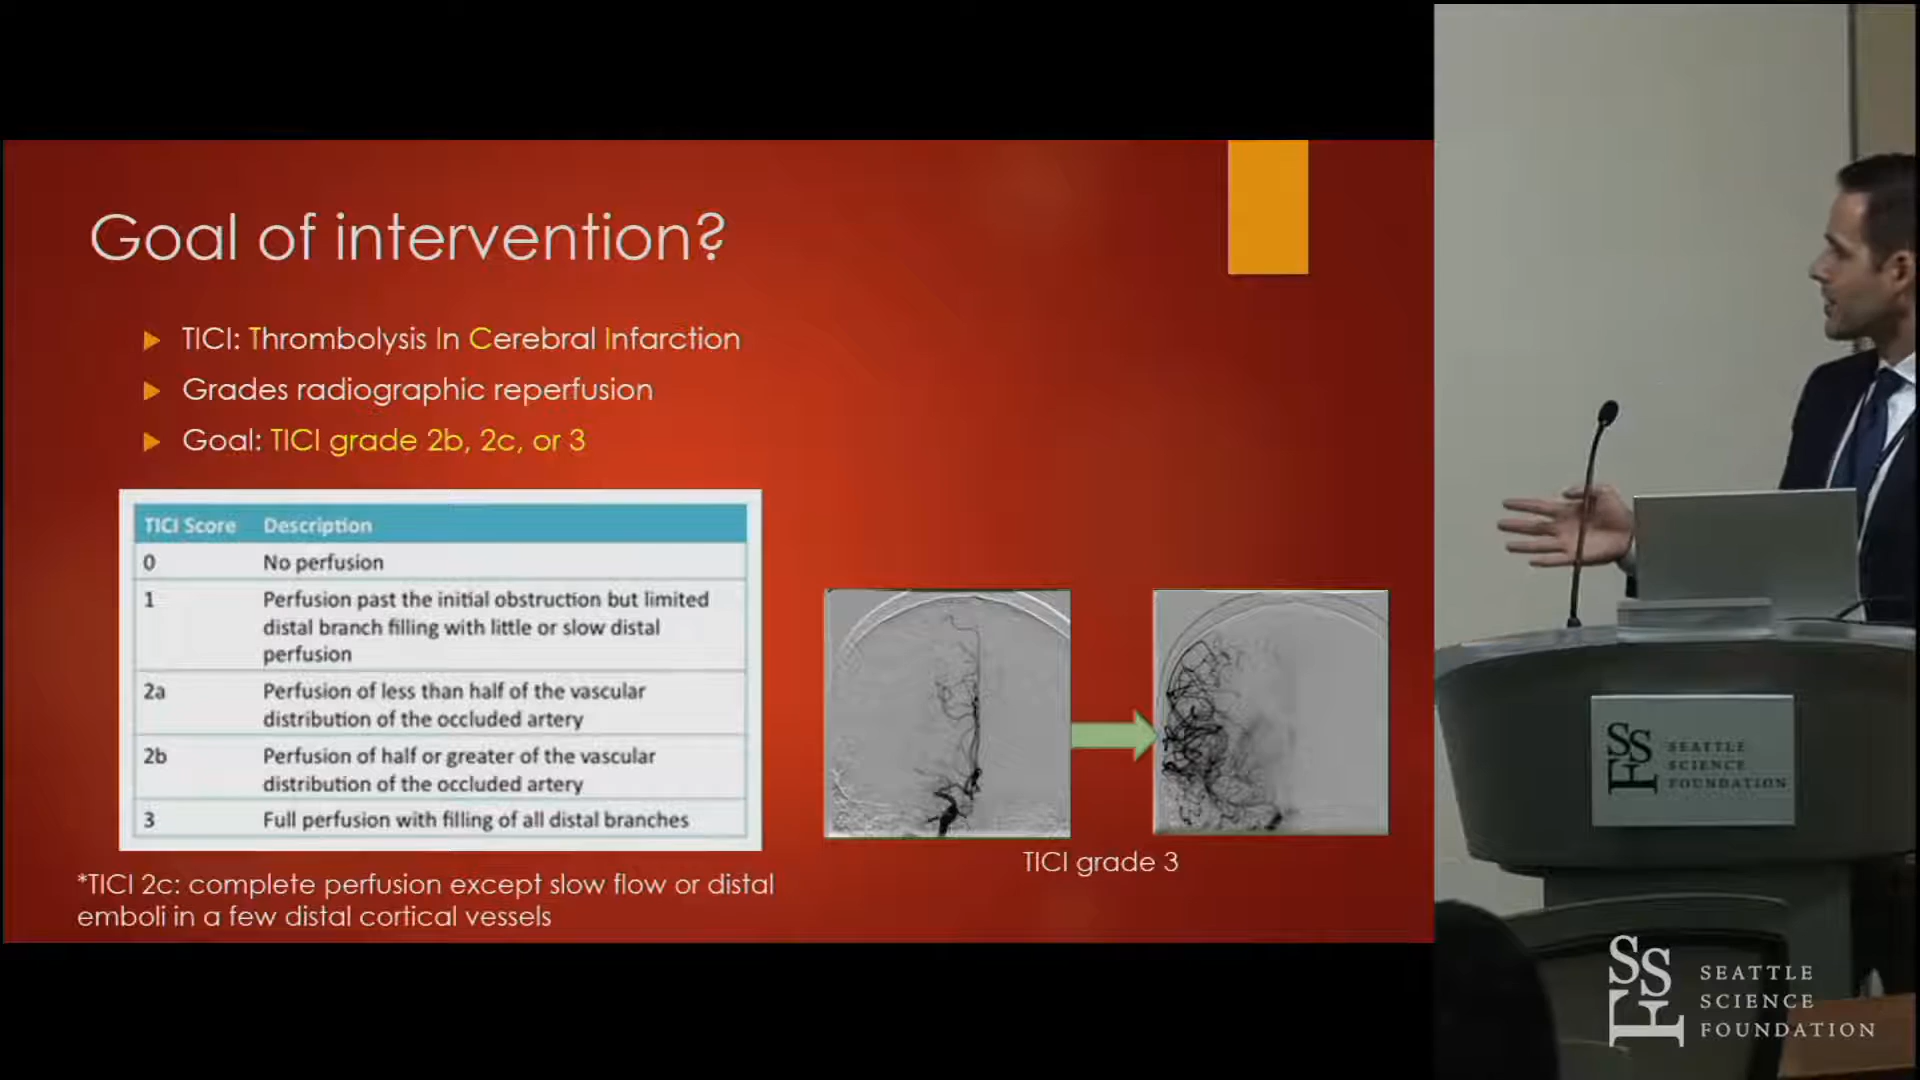 Goal of intervention?
TICI: Thrombolysis In Cerebral Infarction
Grades radiographic reperfusion
Goal: TICI grade 2b, 2c, or 3
TICI Score Description
0 No perfusion
1 Perfusion past the initial obstruction but limited
distal branch filling with little or slow distal
perfusion
2a Perfusion of less than half of the vascular
distribution of the occluded artery
2b Perfusion of half or greater of the vascular
distribution of the occluded artery
3 Full perfusion with filling of all distal branches
*TICI 2c: complete perfusion except slow flow or distal
emboli in a few distal cortical vessels
TICI grade 3
SSF
SEATTLE
SCIENCE
FOUNDATION
SSF
SEATTLE
SCIENCE
FOUNDATION